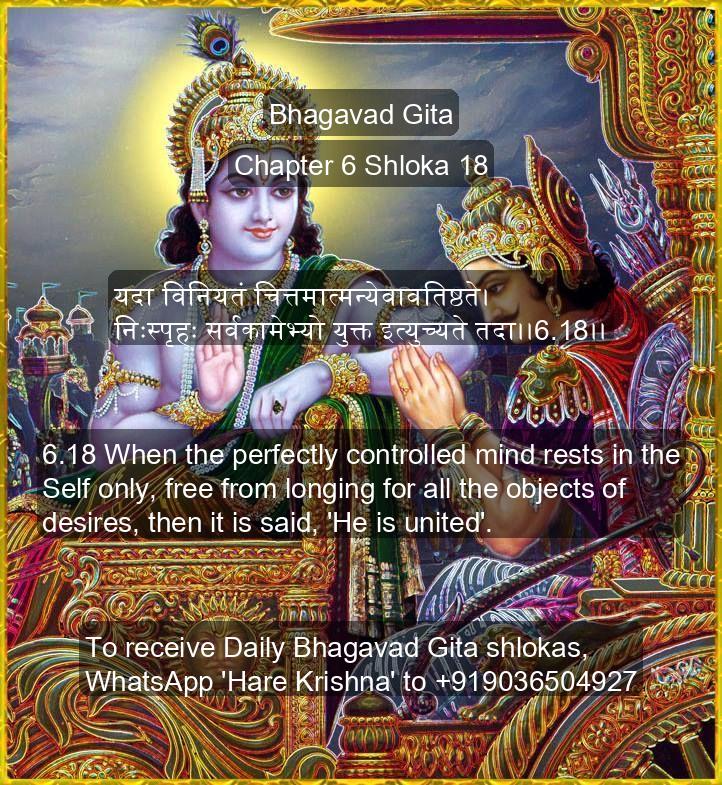 Bhagavad Gita
Chapter 6 Shloka 18
यदा विनियतं चित्तमात्मन्येवावतिष्ठते।
निःस्पृहः सर्वकामेभ्यो युक्त इत्युच्यते तदा।।6.18।।
6.18 When the perfectly controlled mind rests in the
Self only, free from longing for all the objects of
desires, then it is said, 'He is united'.
To receive Daily Bhagavad Gita shlokas,
WhatsApp 'Hare Krishna' to +919036504927